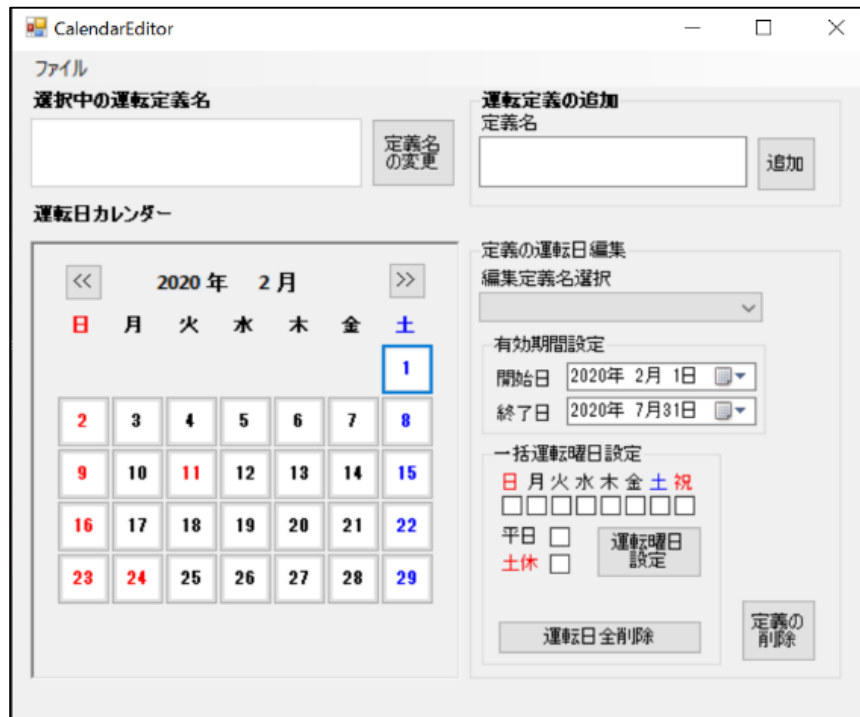 CalendarEditor
ファイル
選択中の運転定義名
定義名
の変更
運転定義の追加
定義名
追加
運転日カレンダー
<<
2020 年 2 月
>>
日 月 火 水 木 金 土
1
2 3 4 5 6 7 8
9 10 11 12 13 14 15
16 17 18 19 20 21 22
23 24 25 26 27 28 29
定義の運転日編集
編集定義名選択
有効期間設定
開始日 2020年 2月 1日
終了日 2020年 7月31日
一括運転曜日設定
日 月 火 水 木 金 土 祝
平日
土休
運転曜日
設定
運転日全削除
定義の
削除